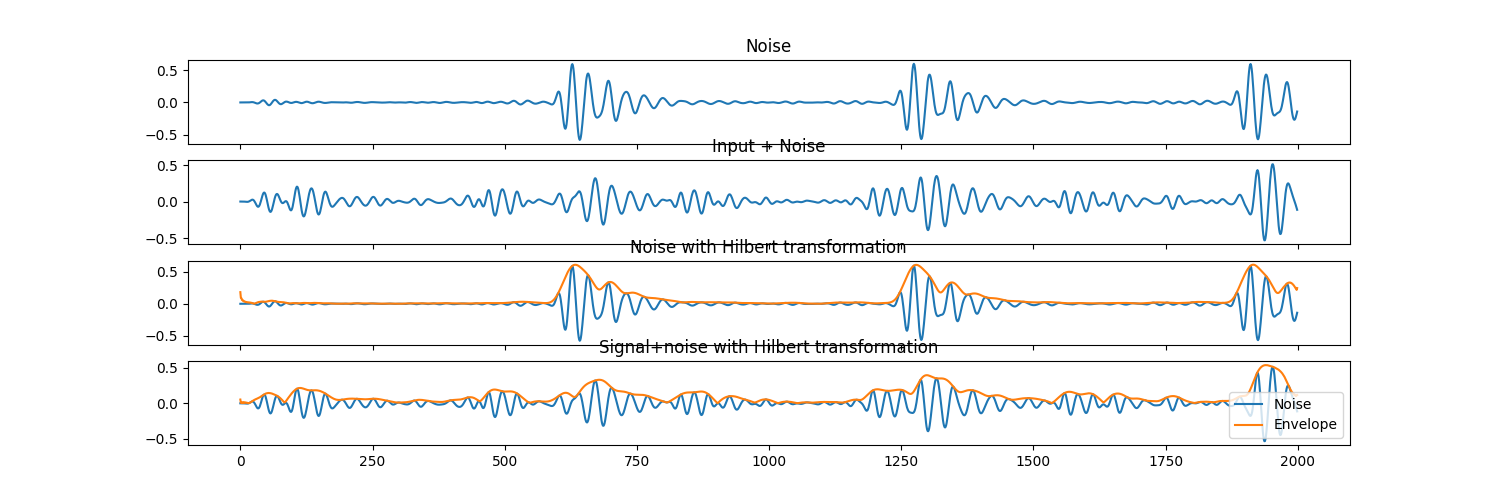 Noise
0.5
0.0
−0.5
Input + Noise
0.5
0.0
−0.5
Noise with Hilbert transformation
0.5
0.0
−0.5
Signal+noise with Hilbert transformation
0.5
0.0
−0.5
Noise
Envelope
0 250 500 750 1000 1250 1500 1750 2000